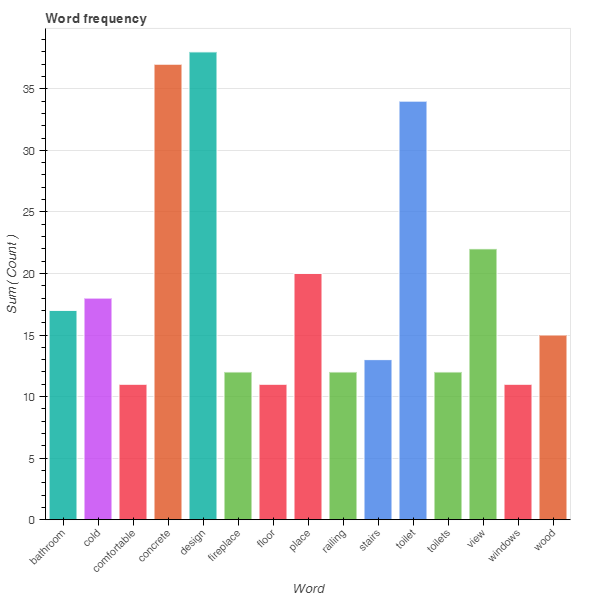 Word frequency
Sum( Count )
35
30
25
20
15
10
5
0
bathroom
cold
comfortable
concrete
design
fireplace
floor
place
railing
stairs
toilet
toilets
view
windows
wood
Word